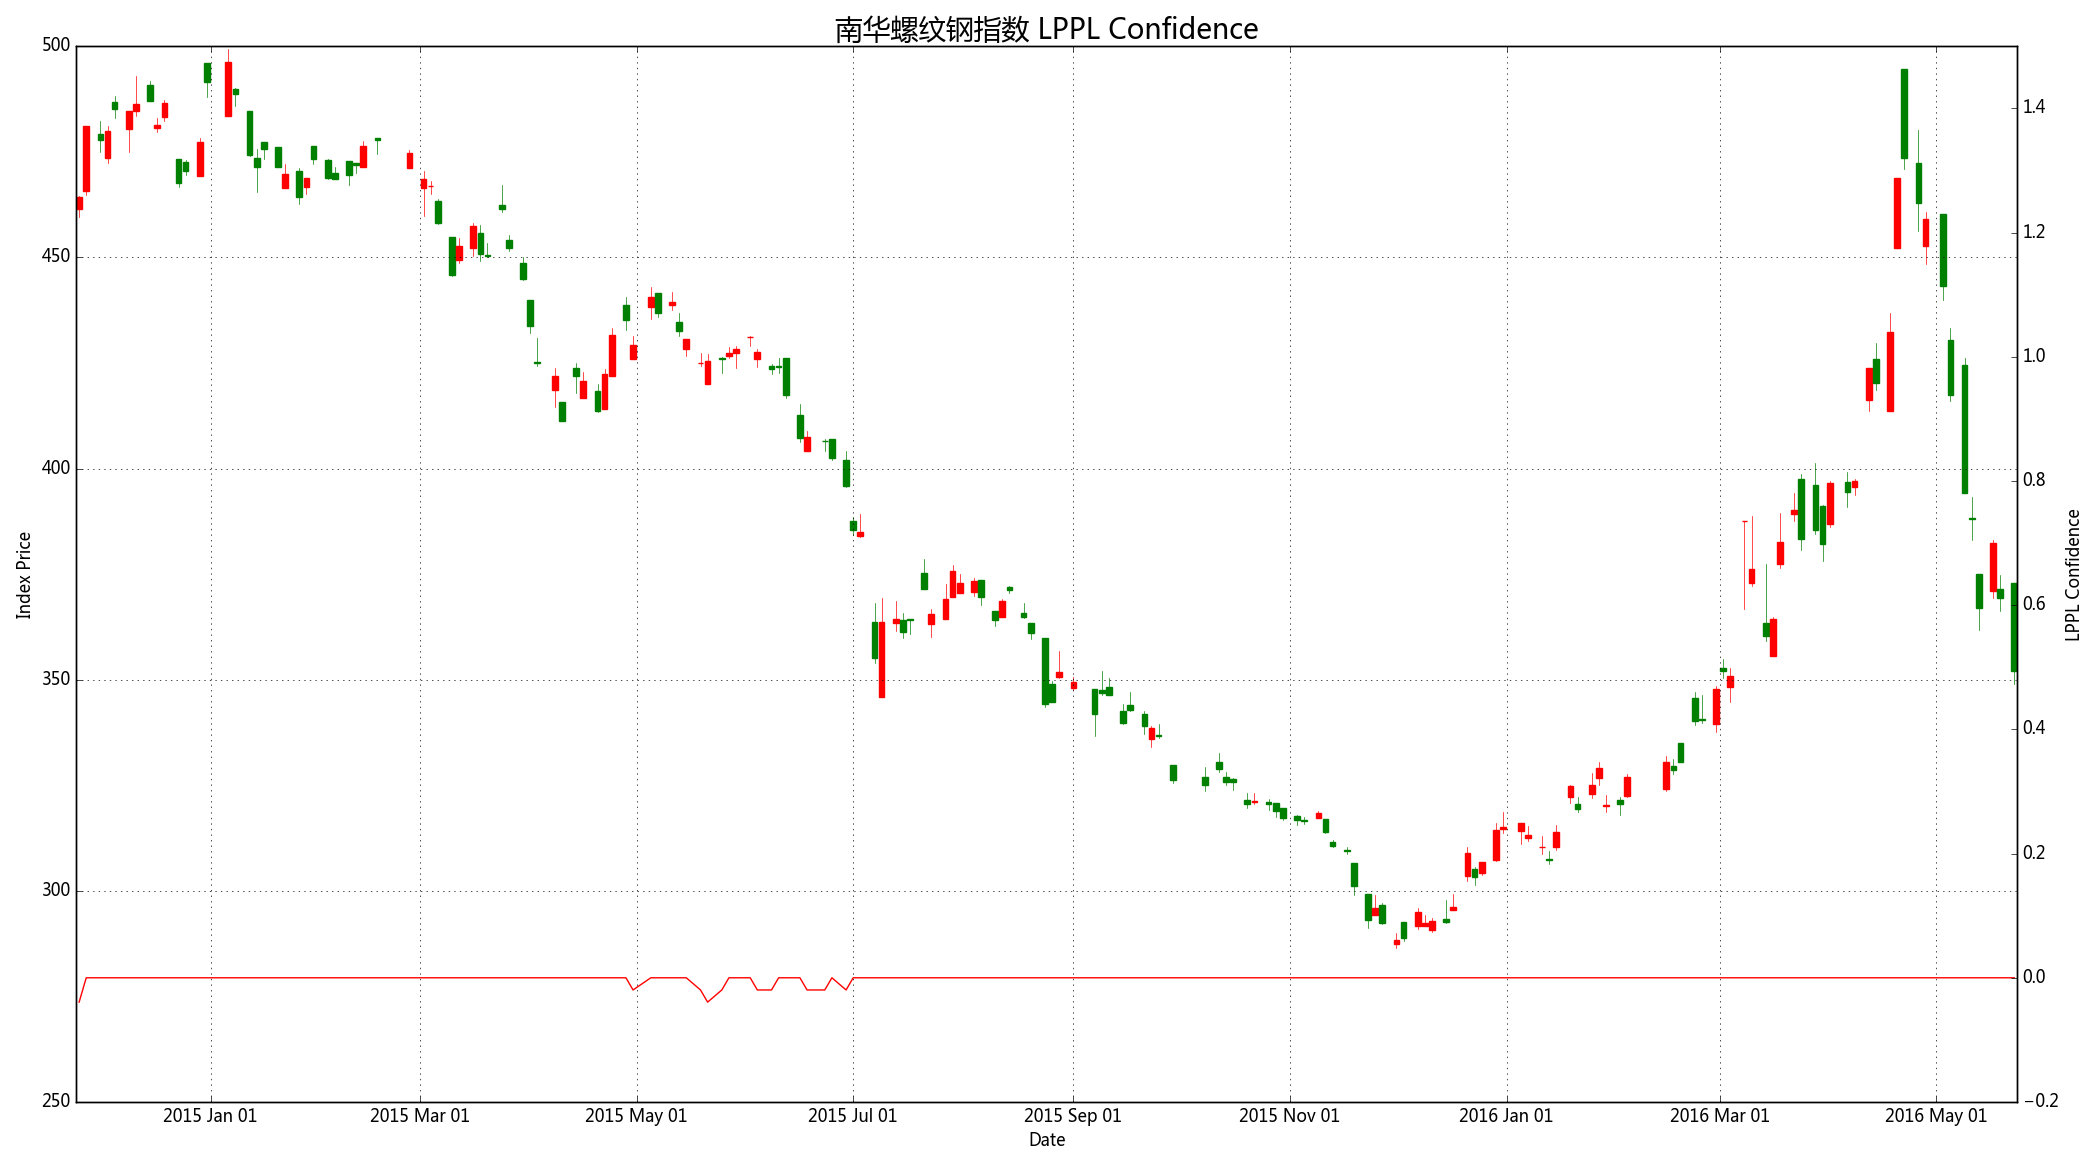 南华螺纹钢指数 LPPL Confidence
500
450
400
350
300
250
Index Price
1.4
1.2
1.0
0.8
0.6
0.4
0.2
0.0
−0.2
LPPL Confidence
2015 Jan 01
2015 Mar 01
2015 May 01
2015 Jul 01
2015 Sep 01
2015 Nov 01
2016 Jan 01
2016 Mar 01
2016 May 01
Date